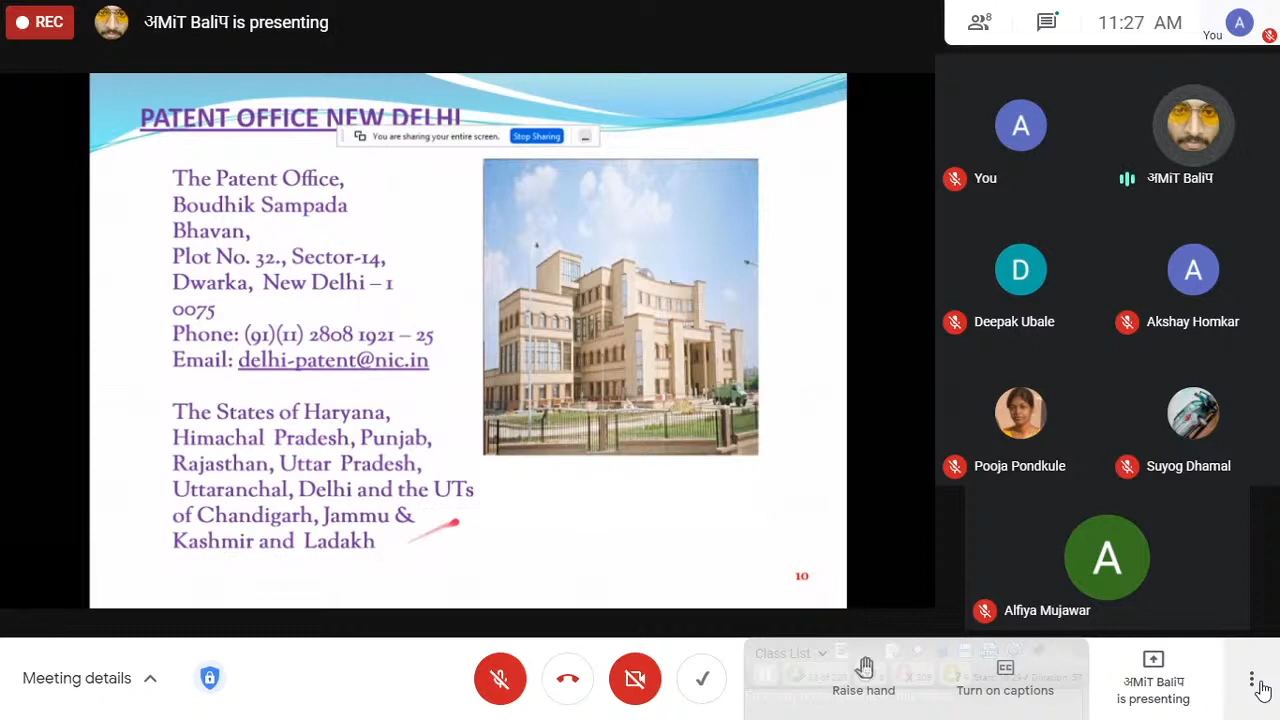 REC
अMiT Baliप is presenting
8
11:27 AM
You
A
PATENT OFFICE NEW DELHI
You are sharing your entire screen.
Stop Sharing
The Patent Office,
Boudhik Sampada
Bhavan,
Plot No. 32., Sector-14,
Dwarka, New Delhi – 1
0075
Phone: (91)(11) 2808 1921 – 25
Email: delhi-patent@nic.in
The States of Haryana,
Himachal Pradesh, Punjab,
Rajasthan, Uttar Pradesh,
Uttaranchal, Delhi and the UTs
of Chandigarh, Jammu &
Kashmir and Ladakh
10
A
You
अMiT Baliप
D
A
Deepak Ubale
Akshay Homkar
Pooja Pondkule
Suyog Dhamal
A
Alfiya Mujawar
Meeting details
Class List
Raise hand
Turn on captions
अMiT Baliप
is presenting